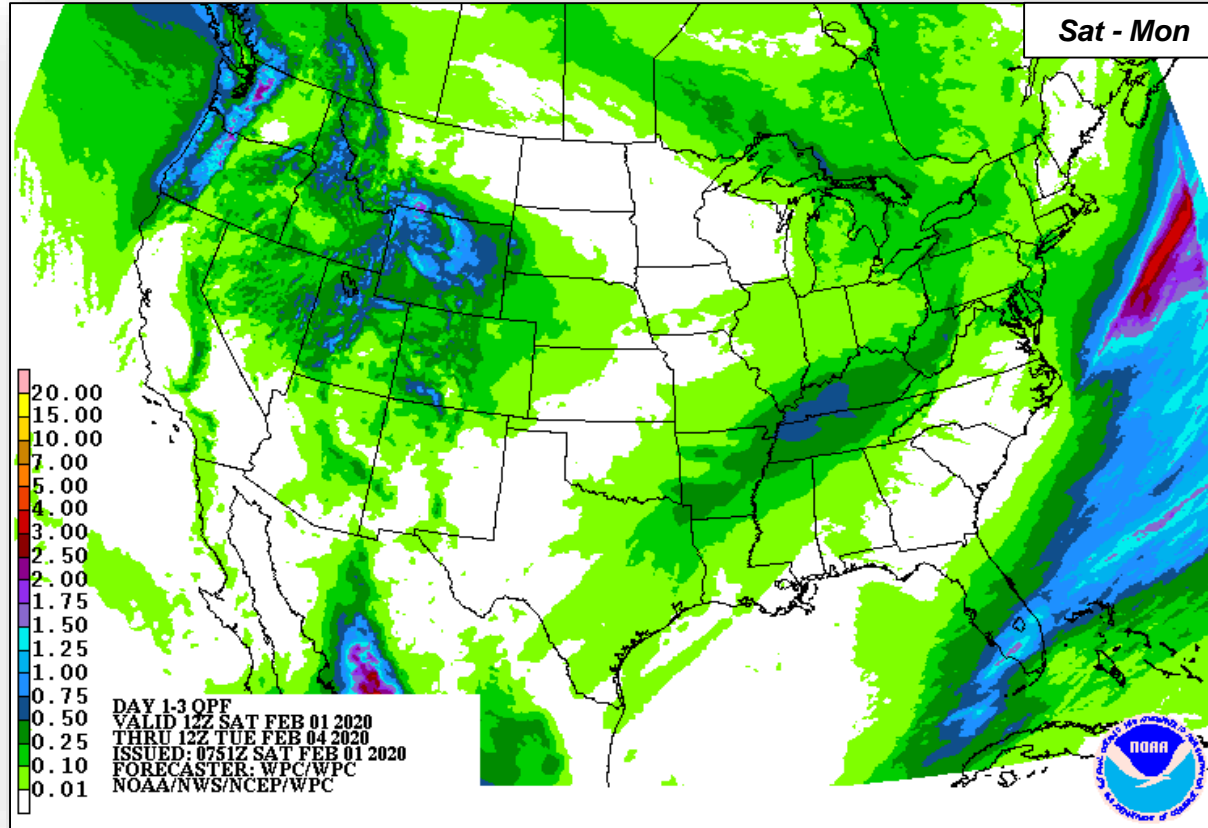 Sat - Mon
20.00
15.00
10.00
7.00
5.00
4.00
3.00
2.50
2.00
1.75
1.50
1.25
1.00
0.75
0.50
0.25
0.10
0.01
DAY 1-3 QPF
VALID 12Z SAT FEB 01 2020
THRU 12Z TUE FEB 04 2020
ISSUED: 0751Z SAT FEB 01 2020
FORECASTER: WPC/WPC
NOAA/NWS/NCEP/WPC
NOAA